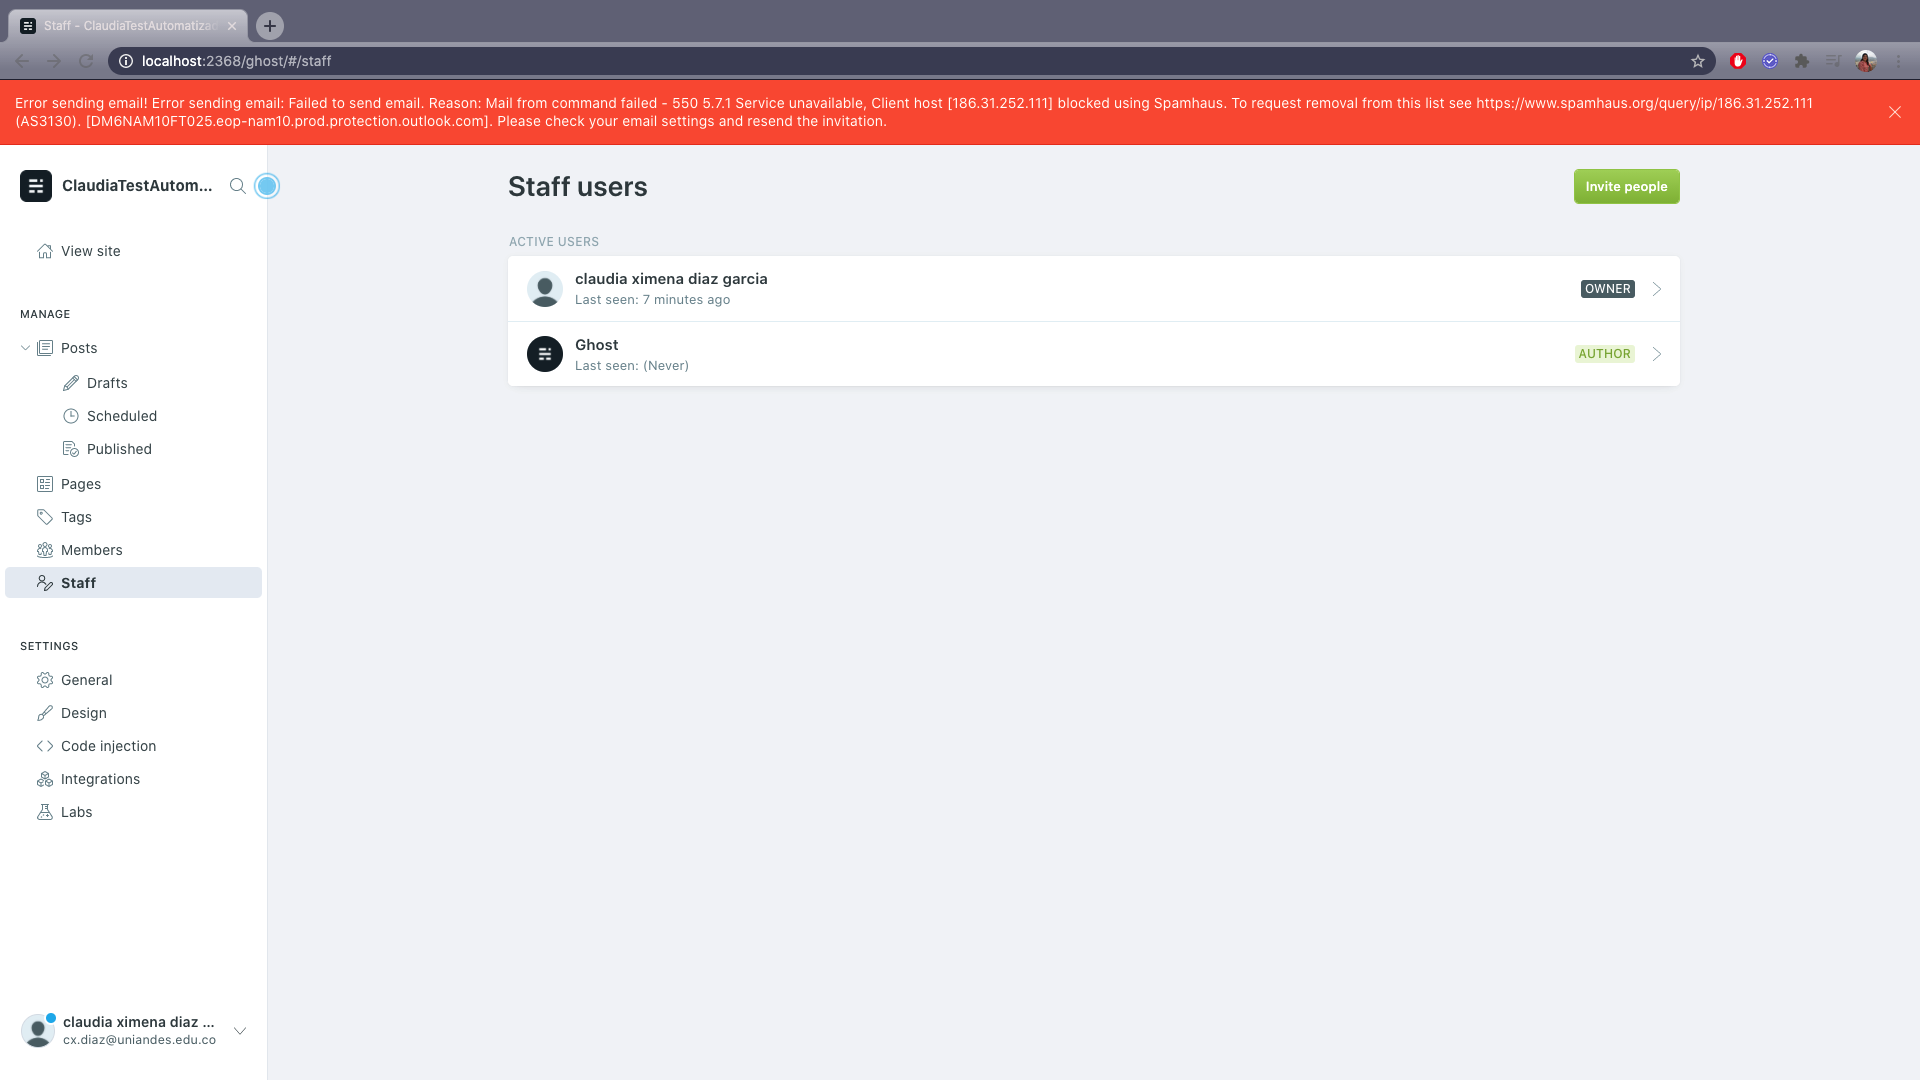 Staff - ClaudiaTestAutomatizad
localhost:2368/ghost/#/staff
Error sending email! Error sending email: Failed to send email. Reason: Mail from command failed - 550 5.7.1 Service unavailable, Client host [186.31.252.111] blocked using Spamhaus. To request removal from this list see https://www.spamhaus.org/query/ip/186.31.252.111
(AS3130). [DM6NAM10FT025.eop-nam10.prod.protection.outlook.com]. Please check your email settings and resend the invitation.
ClaudiaTestAutom...
View site
MANAGE
Posts
Drafts
Scheduled
Published
Pages
Tags
Members
Staff
SETTINGS
General
Design
Code injection
Integrations
Labs
claudia ximena diaz ...
cx.diaz@uniandes.edu.co
Staff users
Invite people
ACTIVE USERS
claudia ximena diaz garcia
Last seen: 7 minutes ago
OWNER
Ghost
Last seen: (Never)
AUTHOR